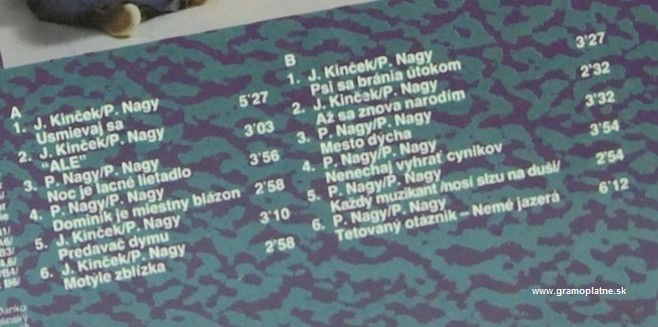 A
1. J. Kinček/P. Nagy
Usmievaj sa
5'27
2. J. Kinček/P. Nagy
"ALE"
3'03
3. P. Nagy/P. Nagy
Noc je lacné lietadlo
3'56
4. P. Nagy/P. Nagy
Dominik je miestny blázon
2'58
5. J. Kinček/P. Nagy
Predavač dymu
3'10
6. J. Kinček/P. Nagy
Motýle zblízka
2'58
B
1. J. Kinček/P. Nagy
Psi sa bránia útokom
3'27
2. J. Kinček/P. Nagy
Až sa znova narodím
2'32
3. P. Nagy/P. Nagy
Mesto dýcha
3'32
4. P. Nagy/P. Nagy
Nenechaj vyhrať cynikov
3'54
5. P. Nagy/P. Nagy
Každý muzikant /nosí slzu na duši/
2'54
6. P. Nagy/P. Nagy
Tetovaný otáznik – Nemé jazerá
6'12
www.gramoplatne.sk